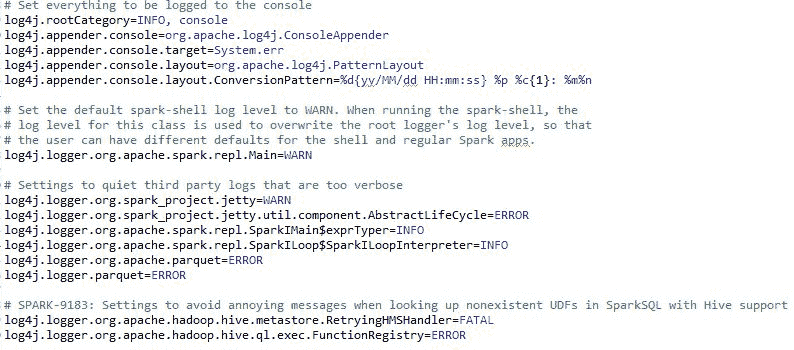 # Set everything to be logged to the console
log4j.rootCategory=INFO, console
log4j.appender.console=org.apache.log4j.ConsoleAppender
log4j.appender.console.target=System.err
log4j.appender.console.layout=org.apache.log4j.PatternLayout
log4j.appender.console.layout.ConversionPattern=%d{yy/MM/dd HH:mm:ss} %p %c{1}: %m%n
# Set the default spark-shell log level to WARN. When running the spark-shell, the
# log level for this class is used to overwrite the root logger's log level, so that
# the user can have different defaults for the shell and regular Spark apps.
log4j.logger.org.apache.spark.repl.Main=WARN
# Settings to quiet third party logs that are too verbose
log4j.logger.org.spark_project.jetty=WARN
log4j.logger.org.spark_project.jetty.util.component.AbstractLifeCycle=ERROR
log4j.logger.org.apache.spark.repl.SparkIMain$exprTyper=INFO
log4j.logger.org.apache.spark.repl.SparkILoop$SparkILoopInterpreter=INFO
log4j.logger.org.apache.parquet=ERROR
log4j.logger.parquet=ERROR
# SPARK-9183: Settings to avoid annoying messages when looking up nonexistent UDFs in SparkSQL with Hive support
log4j.logger.org.apache.hadoop.hive.metastore.RetryingHMSHandler=FATAL
log4j.logger.org.apache.hadoop.hive.ql.exec.FunctionRegistry=ERROR